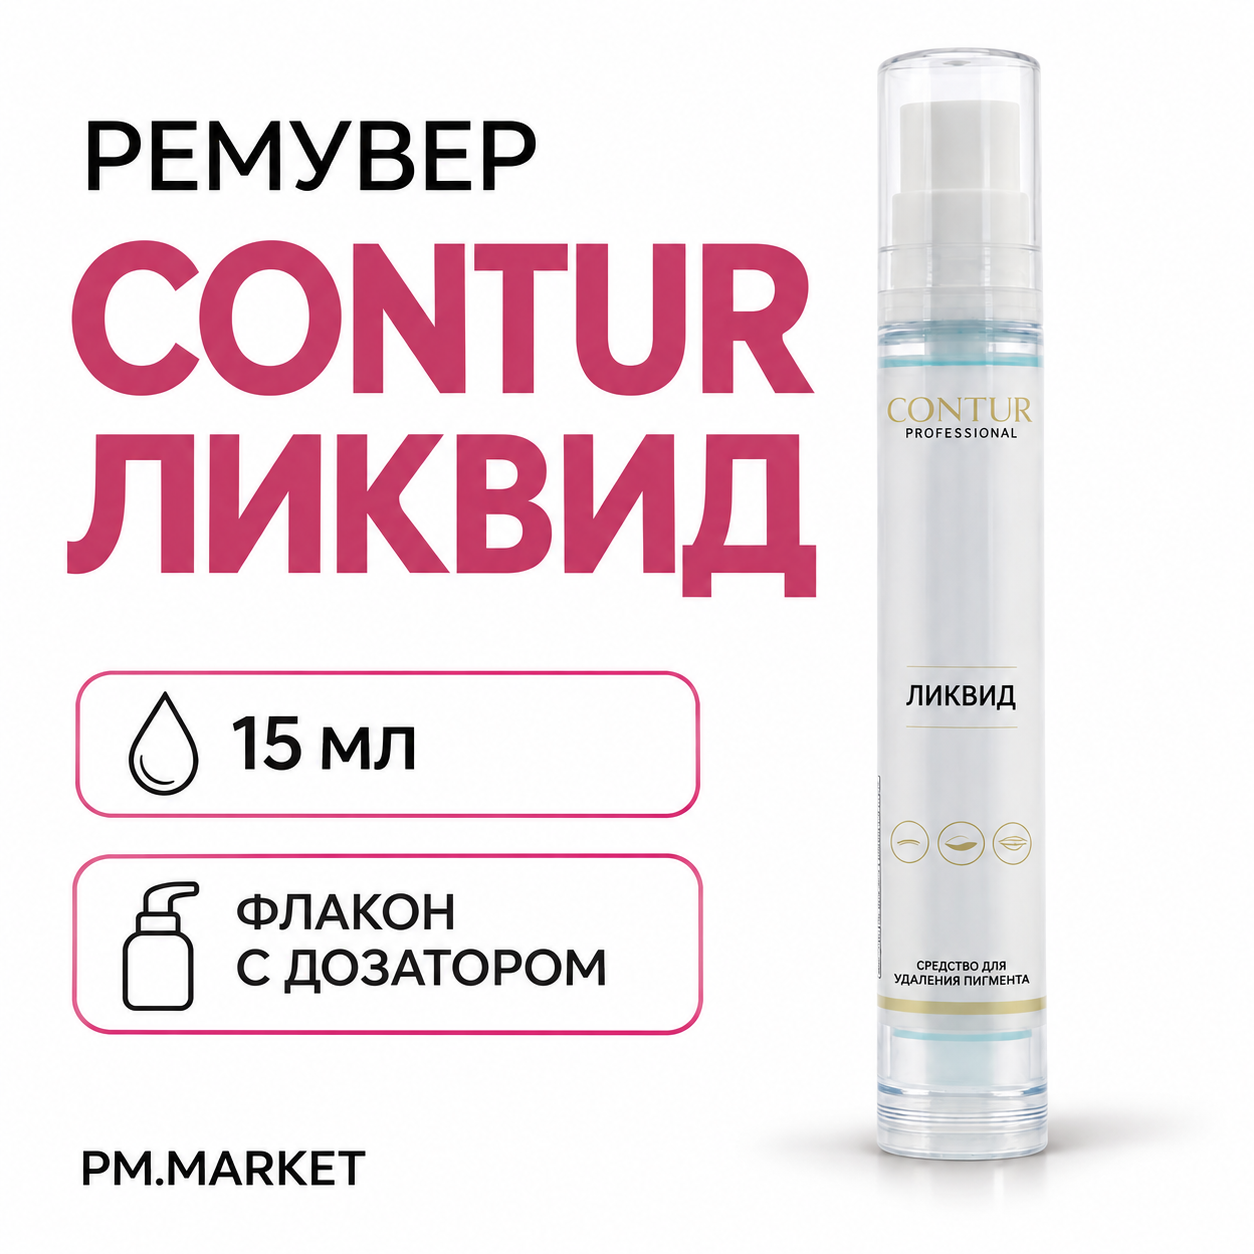 РЕМУВЕР
CONTUR
ЛИКВИД
15 мл
ФЛАКОН
С ДОЗАТОРОМ
PM.MARKET
CONTUR
PROFESSIONAL
ЛИКВИД
СРЕДСТВО ДЛЯ
УДАЛЕНИЯ ПИГМЕНТА